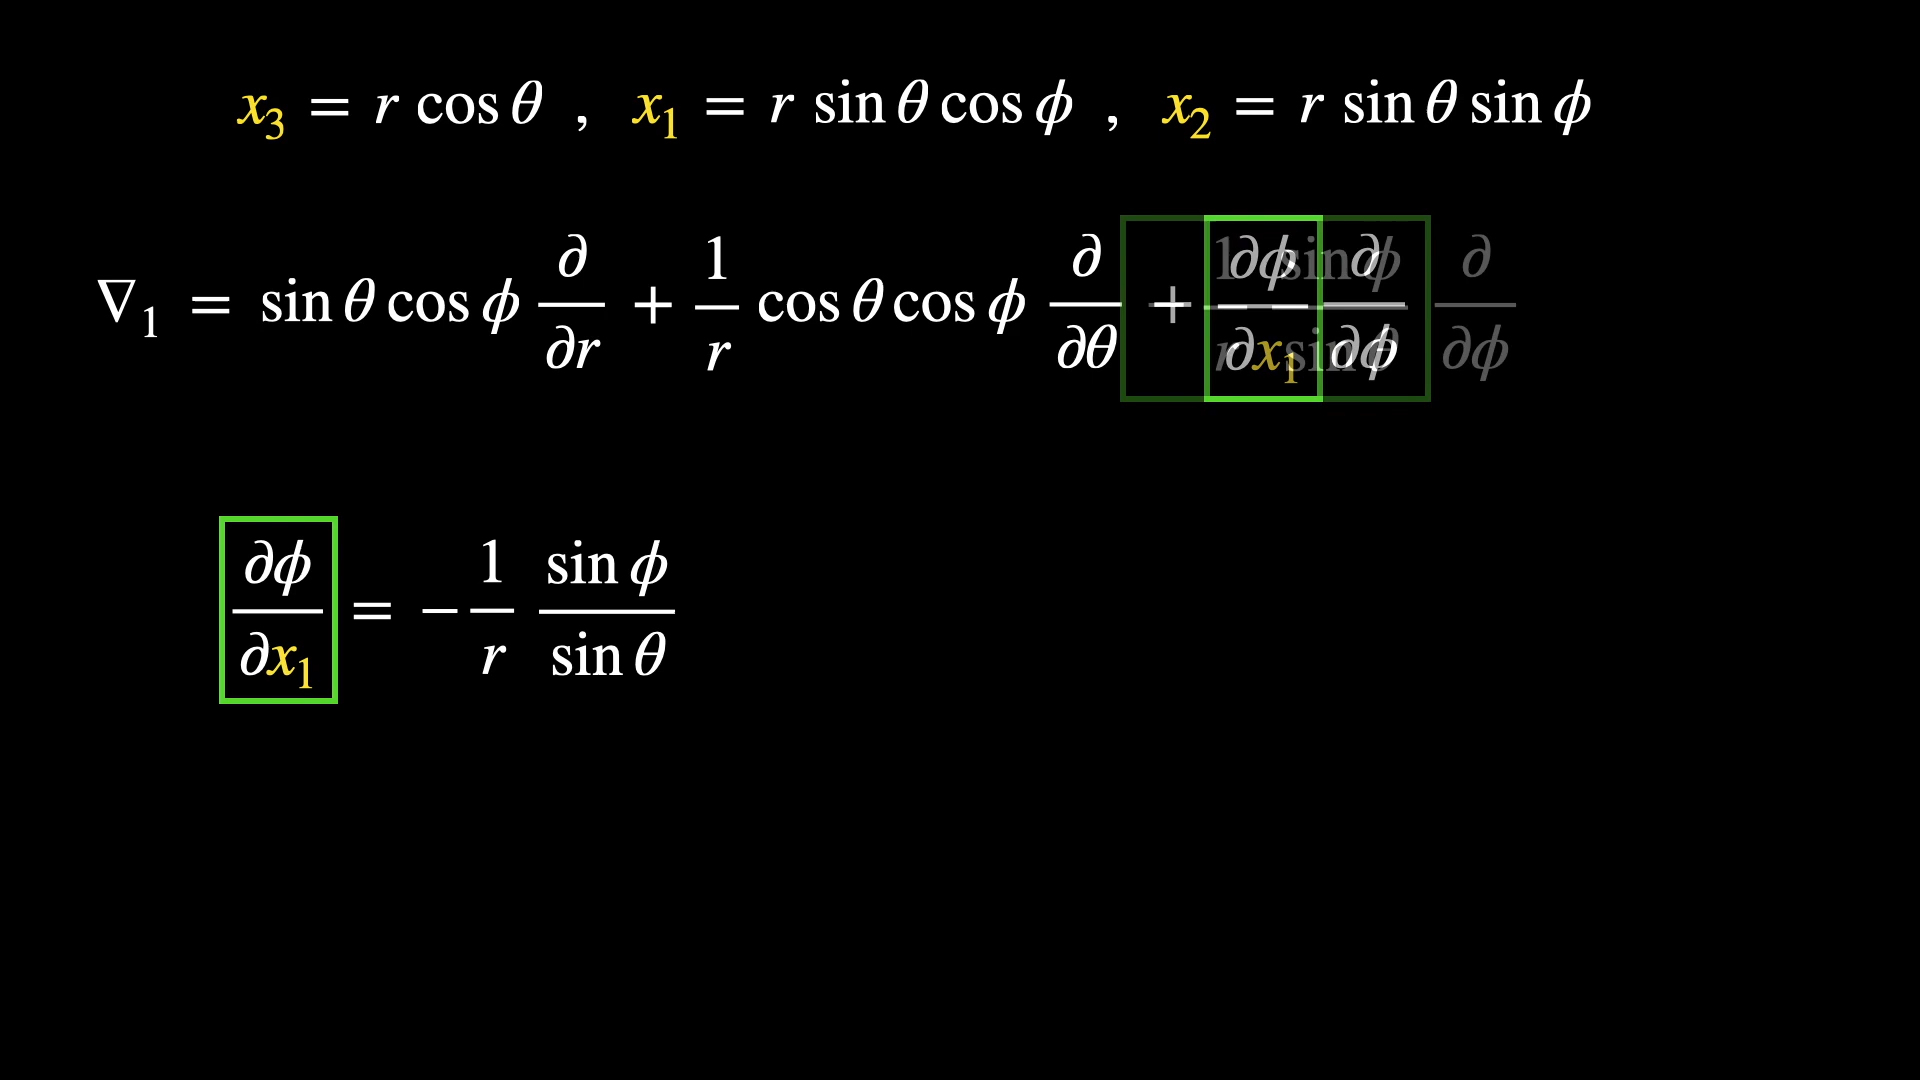 x₃ = r cos θ , x₁ = r sin θ cos ϕ , x₂ = r sin θ sin ϕ
∇₁ = sin θ cos ϕ ∂/∂r + 1/r cos θ cos ϕ ∂/∂θ + ∂ϕ/∂x₁ ∂/∂ϕ ∂/∂ϕ
∂ϕ/∂x₁ = − 1/r sin ϕ/sin θ